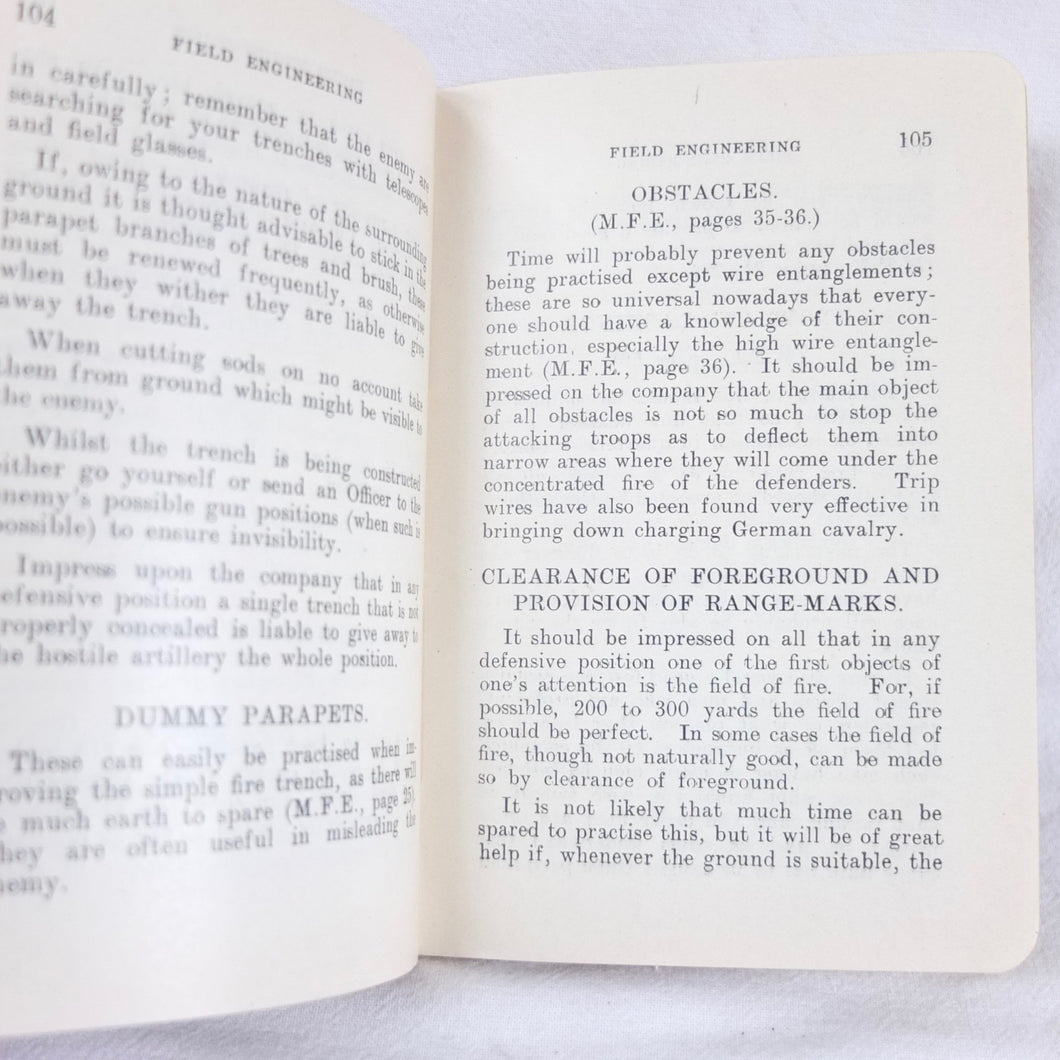 104
FIELD ENGINEERING
in carefully ; remember that the enemy are
searching for your trenches with telescopes
and field glasses.
If, owing to the nature of the surrounding
ground it is thought advisable to stick in the
parapet branches of trees and brush, these
must be renewed frequently, as otherwise
when they wither they are liable to give
away the trench.
When cutting sods on no account take
them from ground which might be visible to
the enemy.
Whilst the trench is being constructed
either go yourself or send an Officer to the
enemy's possible gun positions (when such is
possible) to ensure invisibility.
Impress upon the company that in any
defensive position a single trench that is not
properly concealed is liable to give away to
the hostile artillery the whole position.
DUMMY PARAPETS.
These can easily be practised when im-
proving the simple fire trench, as there will
be much earth to spare (M.F.E., page 25).
They are often useful in misleading the
enemy.
FIELD ENGINEERING 105
OBSTACLES.
(M.F.E., pages 35-36.)
Time will probably prevent any obstacles
being practised except wire entanglements ;
these are so universal nowadays that every-
one should have a knowledge of their con-
struction, especially the high wire entangle-
ment (M.F.E., page 36). It should be im-
pressed on the company that the main object
of all obstacles is not so much to stop the
attacking troops as to deflect them into
narrow areas where they will come under the
concentrated fire of the defenders. Trip
wires have also been found very effective in
bringing down charging German cavalry.
CLEARANCE OF FOREGROUND AND
PROVISION OF RANGE-MARKS.
It should be impressed on all that in any
defensive position one of the first objects of
one's attention is the field of fire. For, if
possible, 200 to 300 yards the field of fire
should be perfect. In some cases the field of
fire, though not naturally good, can be made
so by clearance of foreground.
It is not likely that much time can be
spared to practise this, but it will be of great
help if, whenever the ground is suitable, the